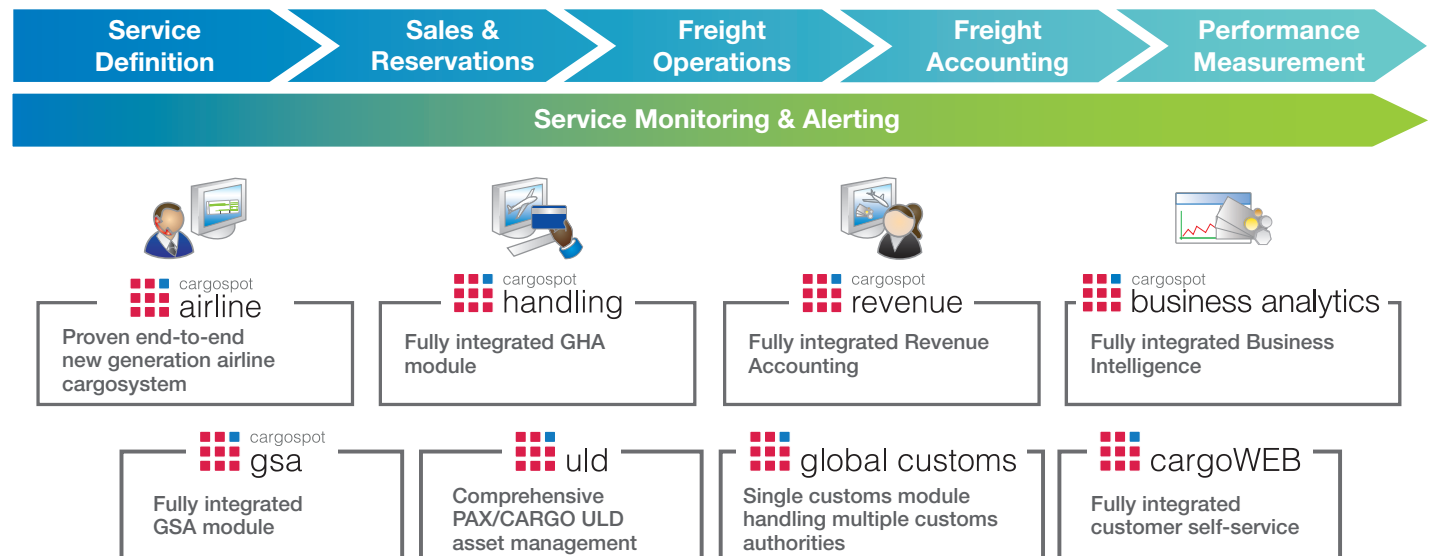 Service
Definition
Sales &
Reservations
Freight
Operations
Freight
Accounting
Performance
Measurement
Service Monitoring & Alerting
cargospot
airline
Proven end-to-end
new generation airline
cargosystem
cargospot
handling
Fully integrated GHA
module
cargospot
revenue
Fully integrated Revenue
Accounting
cargospot
business analytics
Fully integrated Business
Intelligence
cargospot
gsa
Fully integrated
GSA module
uld
Comprehensive
PAX/CARGO ULD
asset management
global customs
Single customs module
handling multiple customs
authorities
cargoWEB
Fully integrated
customer self-service